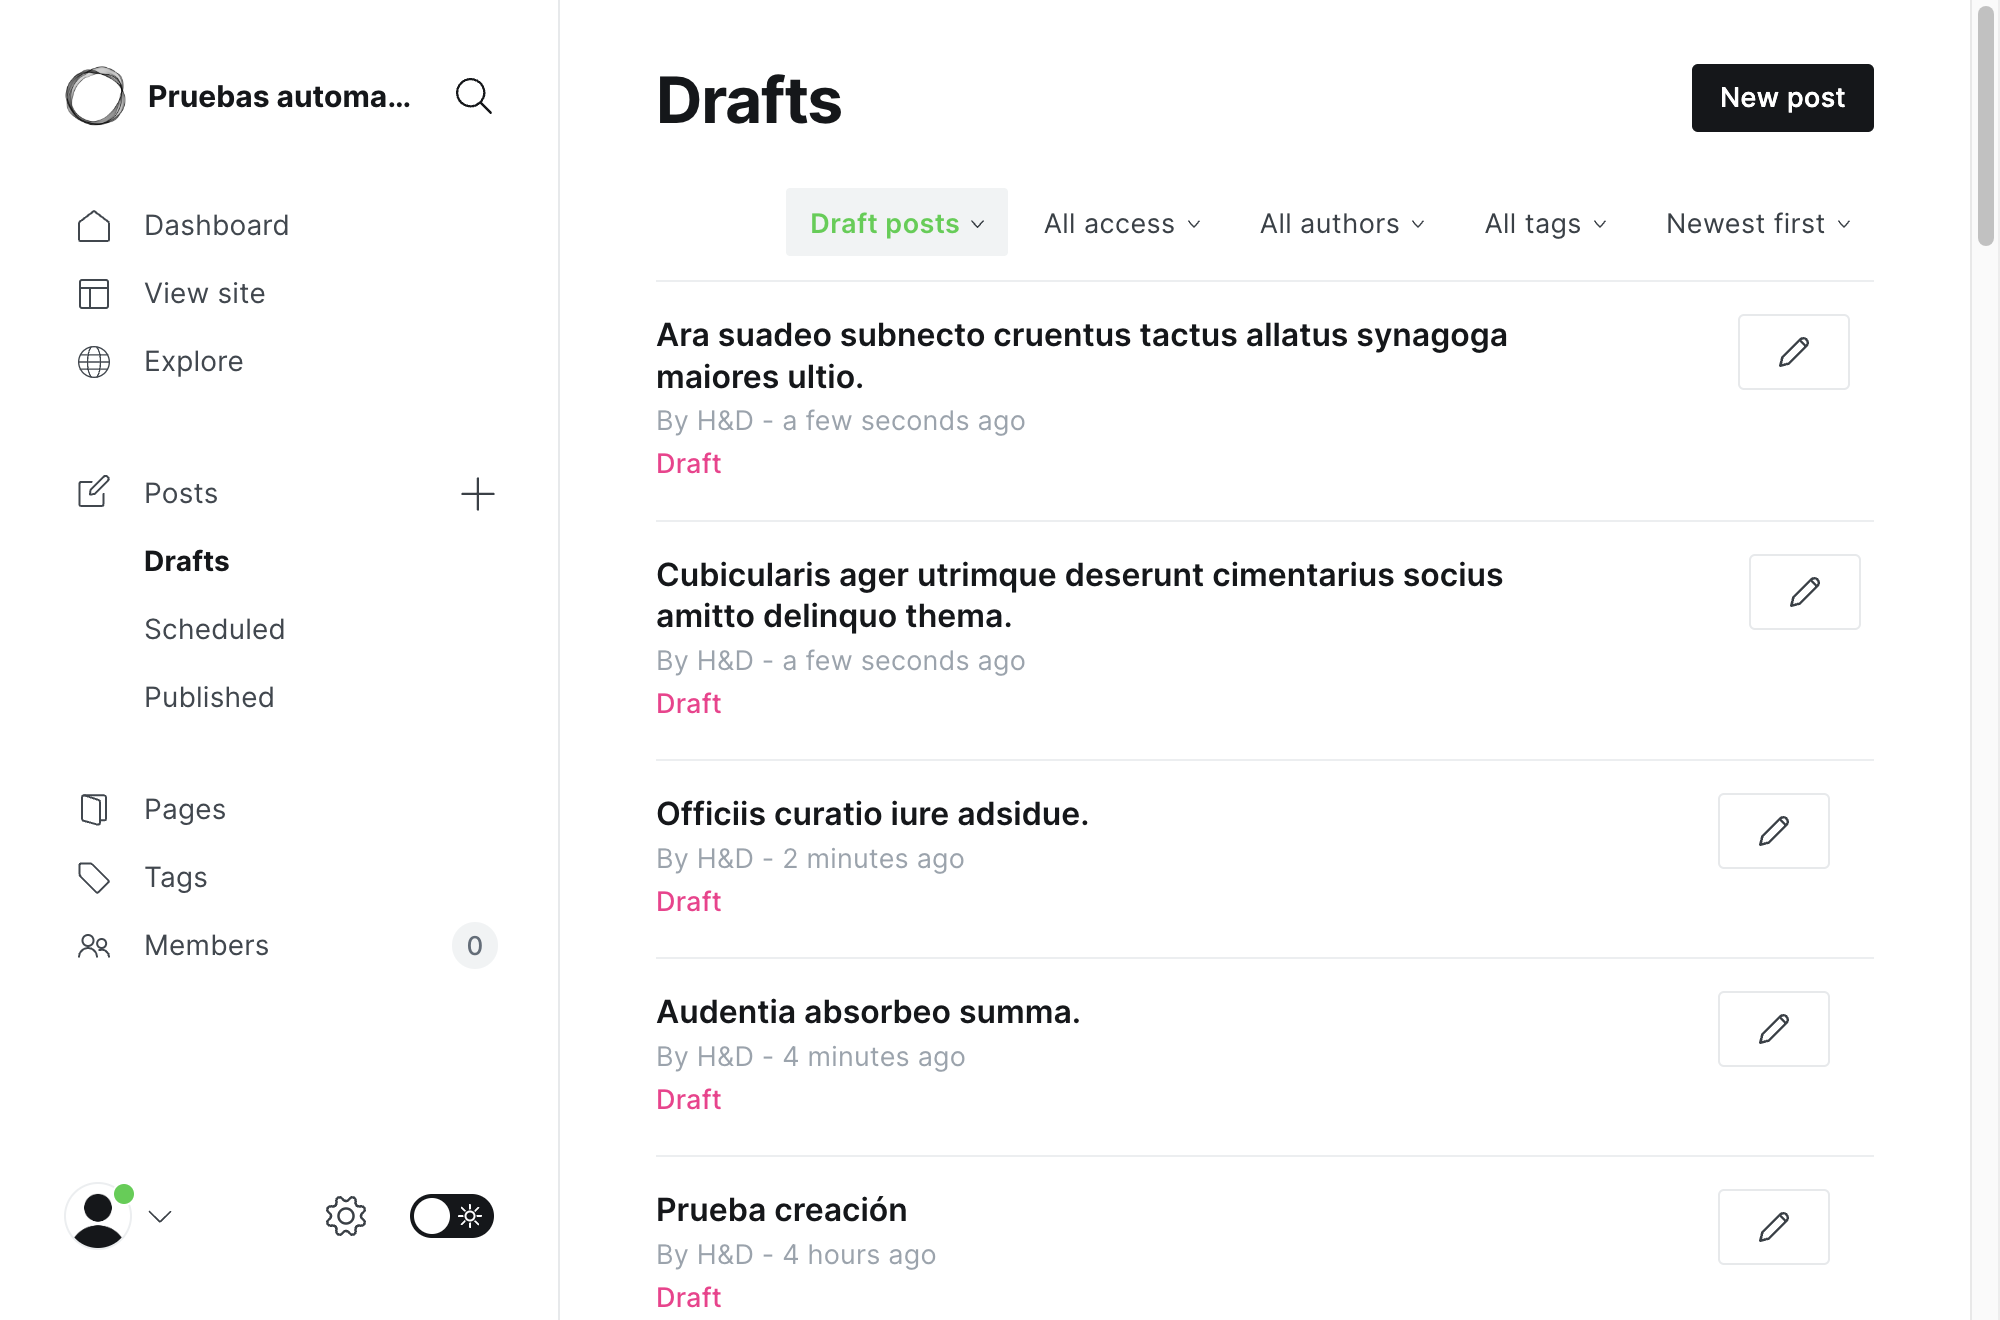 Pruebas automa...
Dashboard
View site
Explore
Posts
Drafts
Scheduled
Published
Pages
Tags
Members
0
Drafts
New post
Draft posts
All access
All authors
All tags
Newest first
Ara suadeo subnecto cruentus tactus allatus synagoga
maiores ultio.
By H&D - a few seconds ago
Draft
Cubicularis ager utrimque deserunt cimentarius socius
amitto delinquo thema.
By H&D - a few seconds ago
Draft
Officiis curatio iure adsidue.
By H&D - 2 minutes ago
Draft
Audentia absorbeo summa.
By H&D - 4 minutes ago
Draft
Prueba creación
By H&D - 4 hours ago
Draft